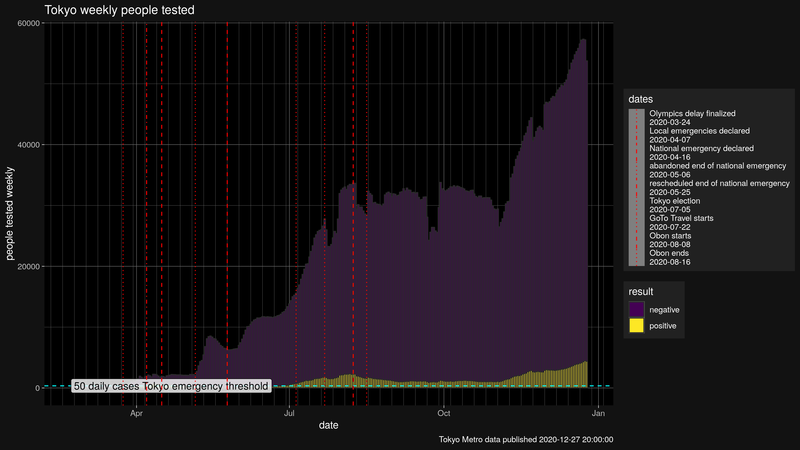 Tokyo weekly people tested
60000
40000
20000
0
people tested weekly
50 daily cases Tokyo emergency threshold
Apr
Jul
Oct
Jan
date
Tokyo Metro data published 2020-12-27 20:00:00
dates
Olympics delay finalized
2020-03-24
Local emergencies declared
2020-04-07
National emergency declared
2020-04-16
abandoned end of national emergency
2020-05-06
rescheduled end of national emergency
2020-05-25
Tokyo election
2020-07-05
GoTo Travel starts
2020-07-22
Obon starts
2020-08-08
Obon ends
2020-08-16
result
negative
positive